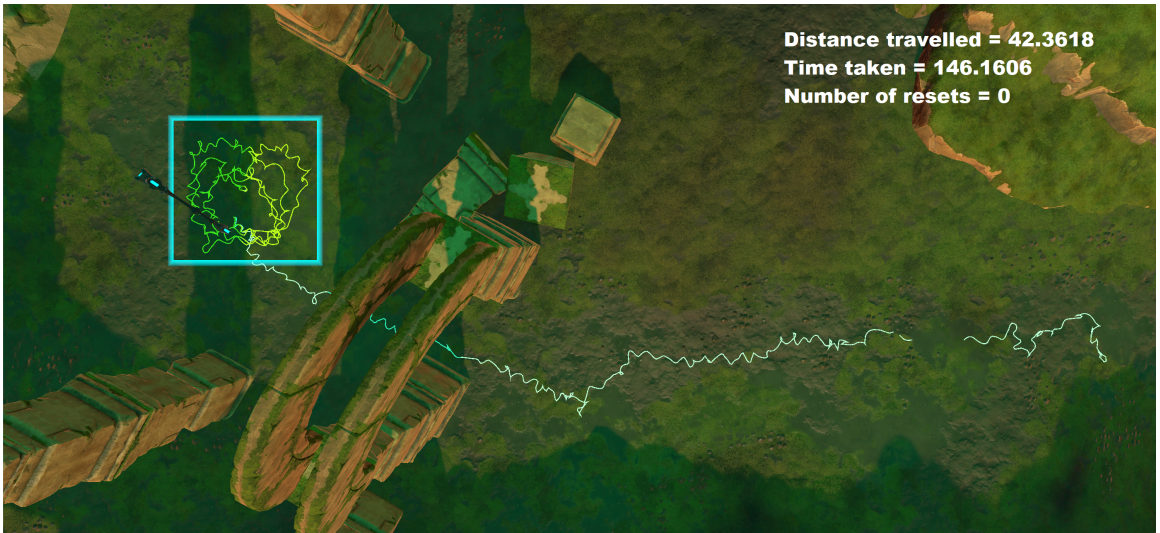 Distance travelled = 42.3618
Time taken = 146.1606
Number of resets = 0